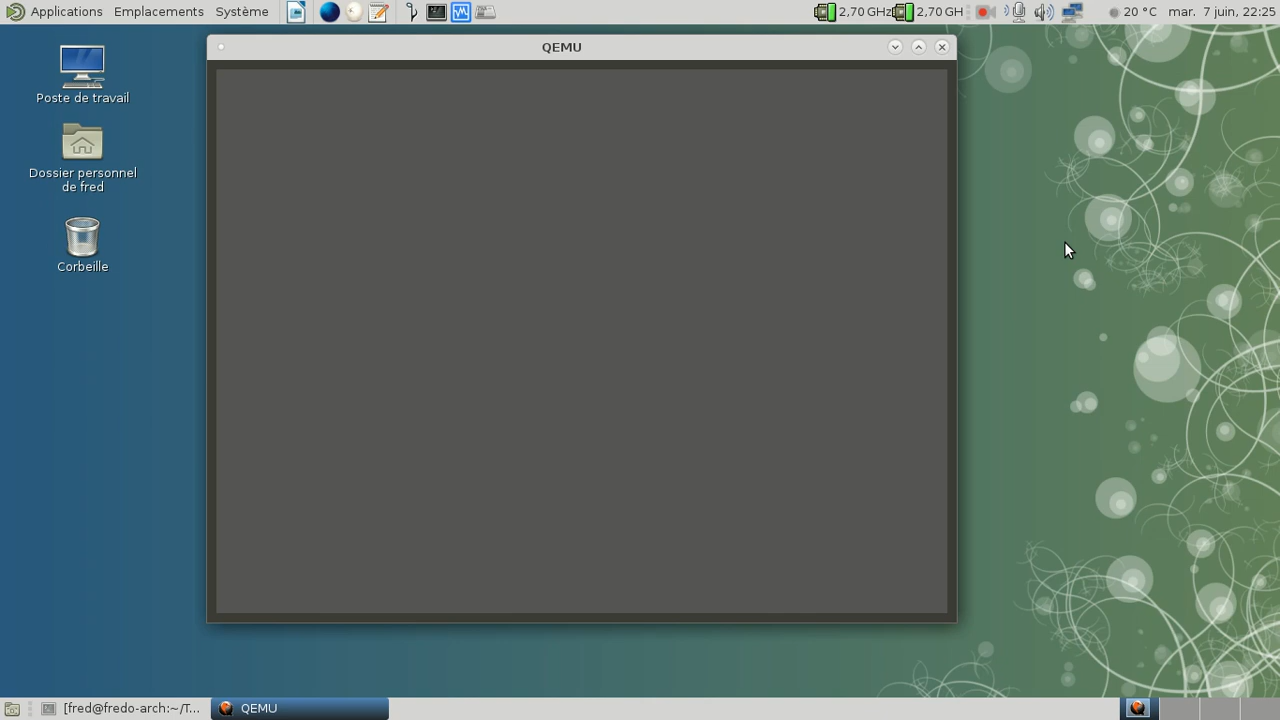 Applications Emplacements Système 2,70 GHz 2,70 GH 20 °C mar. 7 juin, 22:25
QEMU
Poste de travail
Dossier personnel
de fred
Corbeille
[fred@fredo-arch:~/T... QEMU